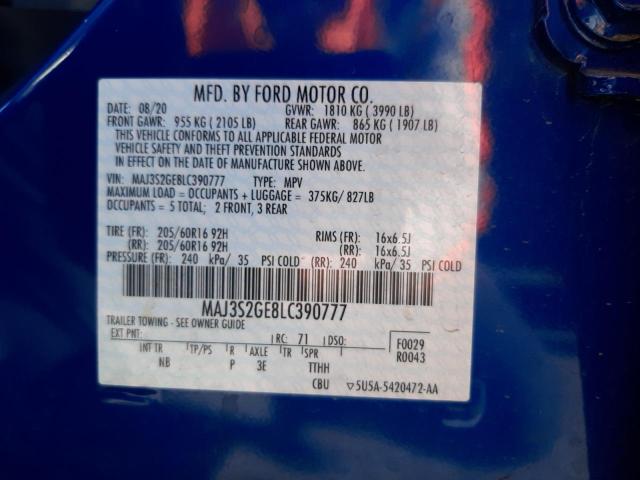 MFD. BY FORD MOTOR CO.
DATE: 08/20 GVWR: 1810 KG ( 3990 LB)
FRONT GAWR: 955 KG ( 2105 LB) REAR GAWR: 865 KG ( 1907 LB)
THIS VEHICLE CONFORMS TO ALL APPLICABLE FEDERAL MOTOR
VEHICLE SAFETY AND THEFT PREVENTION STANDARDS
IN EFFECT ON THE DATE OF MANUFACTURE SHOWN ABOVE.
VIN: MAJ3S2GE8LC390777 TYPE: MPV
MAXIMUM LOAD = OCCUPANTS + LUGGAGE = 375KG/ 827LB
OCCUPANTS = 5 TOTAL; 2 FRONT, 3 REAR
TIRE (FR): 205/60R16 92H RIMS (FR): 16x6.5J
(RR): 205/60R16 92H (RR): 16x6.5J
PRESSURE (FR): 240 kPa/ 35 PSI COLD (RR): 240 kPa/ 35 PSI COLD
MAJ3S2GE8LC390777
TRAILER TOWING - SEE OWNER GUIDE
EXT PNT: RC: 71 DSO: F0029
R0043
INT TR TP/PS R AXLE TR SPR
NB P 3E TTHH
CBU ▽5U5A-5420472-AA